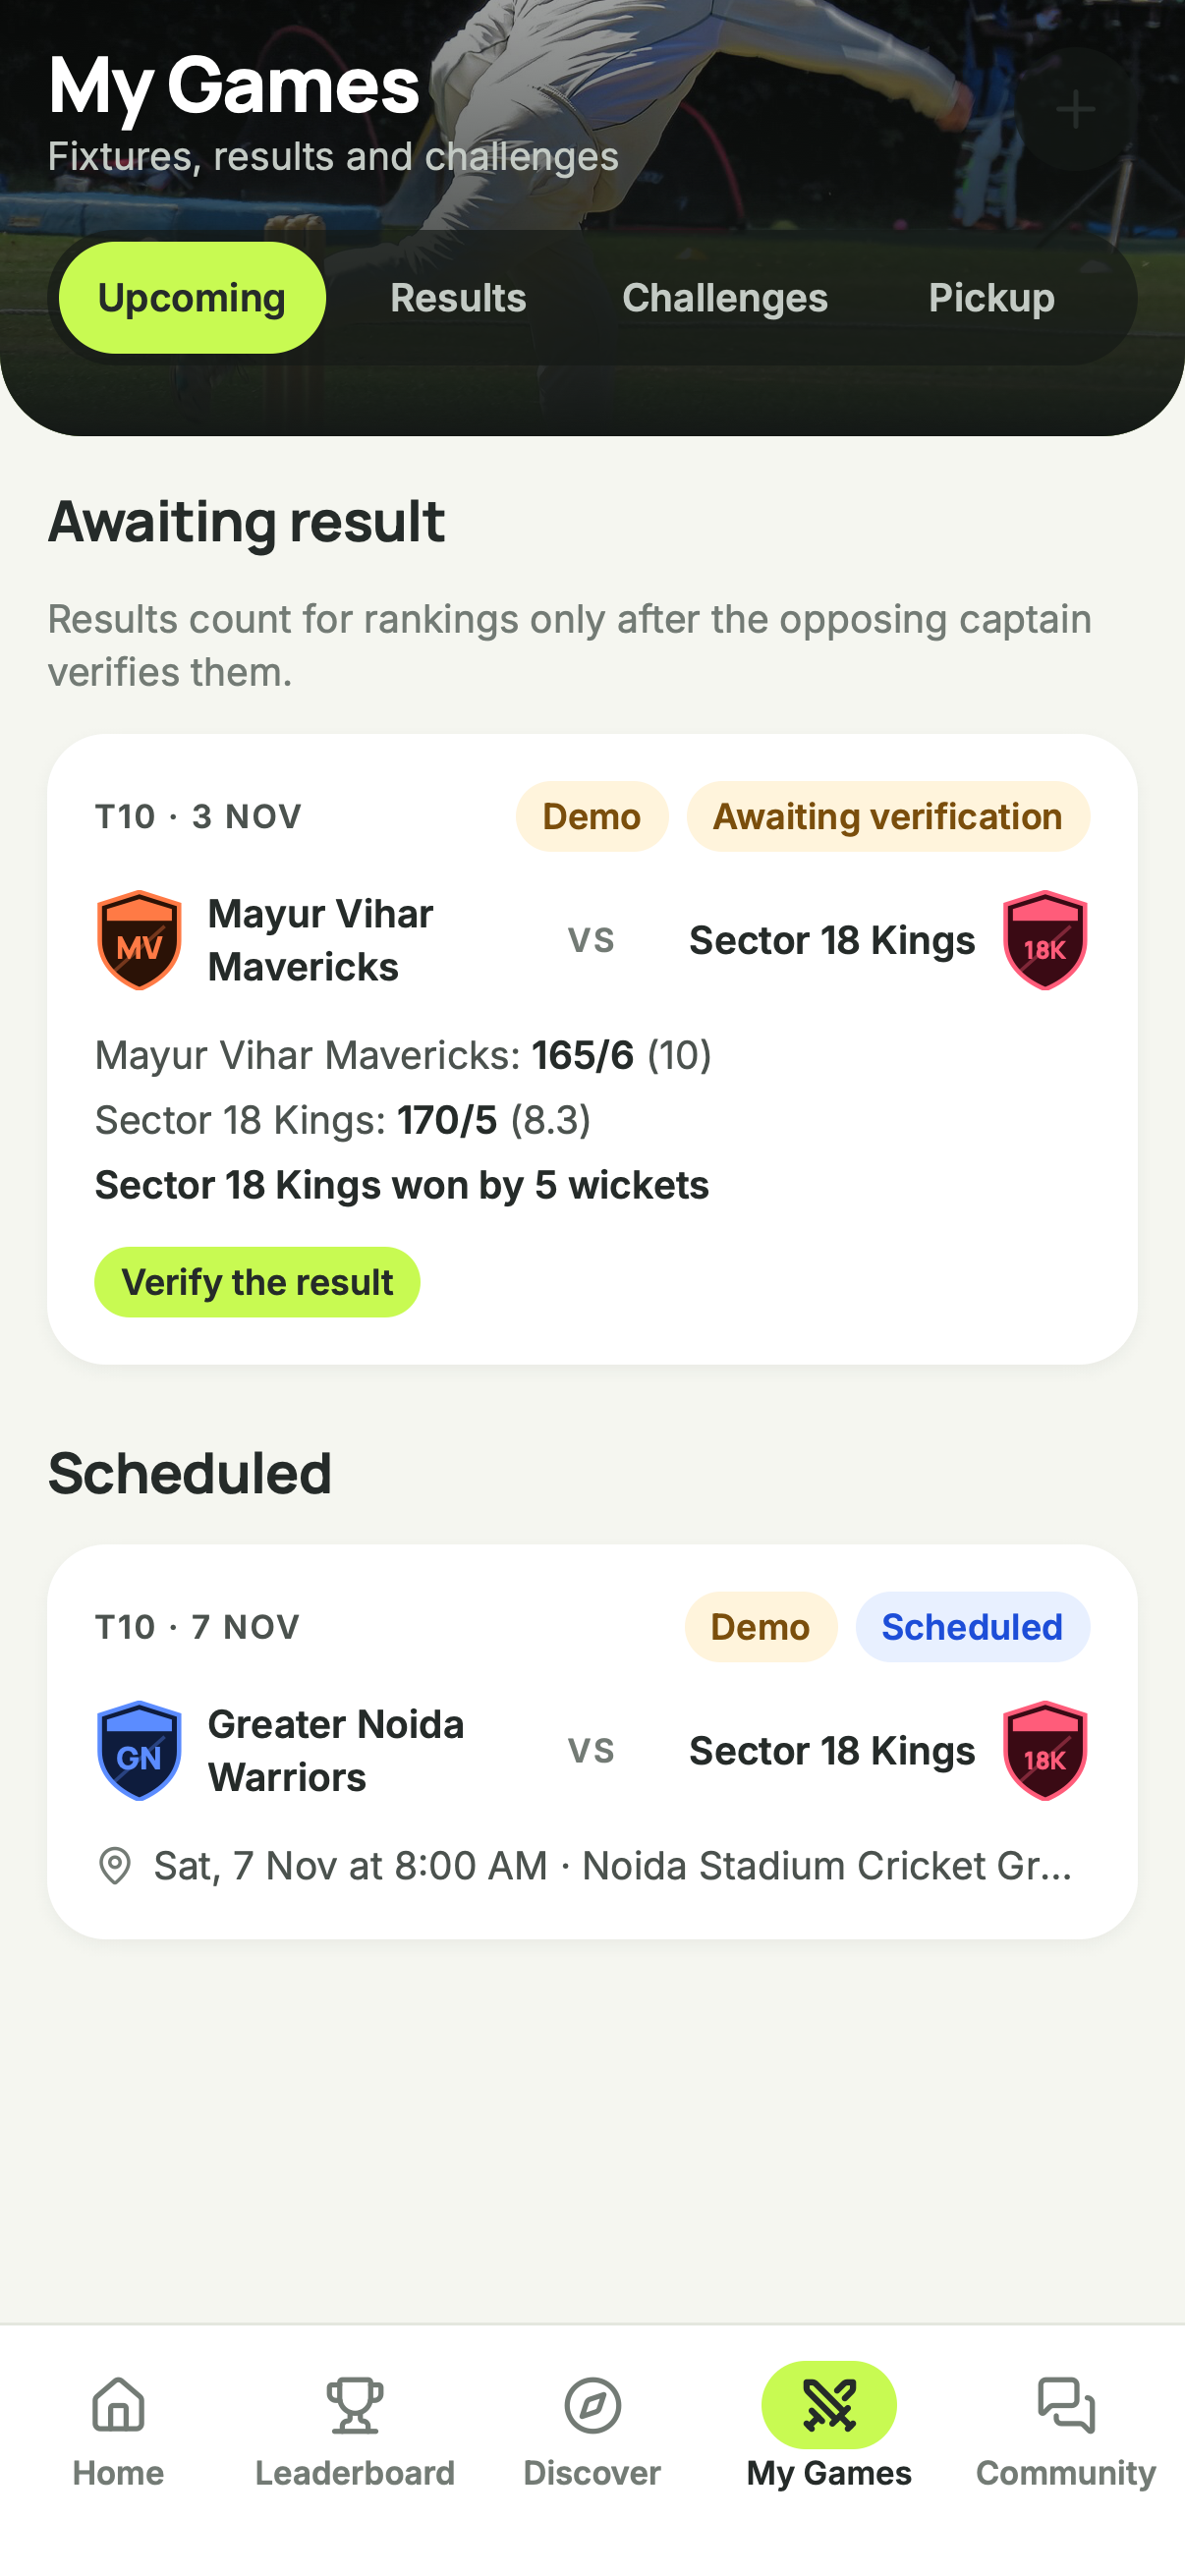 My Games
Fixtures, results and challenges
Upcoming Results Challenges Pickup
Awaiting result
Results count for rankings only after the opposing captain
verifies them.
T10 · 3 NOV Demo Awaiting verification
MV Mayur Vihar
Mavericks VS Sector 18 Kings 18K
Mayur Vihar Mavericks: 165/6 (10)
Sector 18 Kings: 170/5 (8.3)
Sector 18 Kings won by 5 wickets
Verify the result
Scheduled
T10 · 7 NOV Demo Scheduled
GN Greater Noida
Warriors VS Sector 18 Kings 18K
Sat, 7 Nov at 8:00 AM · Noida Stadium Cricket Gr...
Home Leaderboard Discover My Games Community